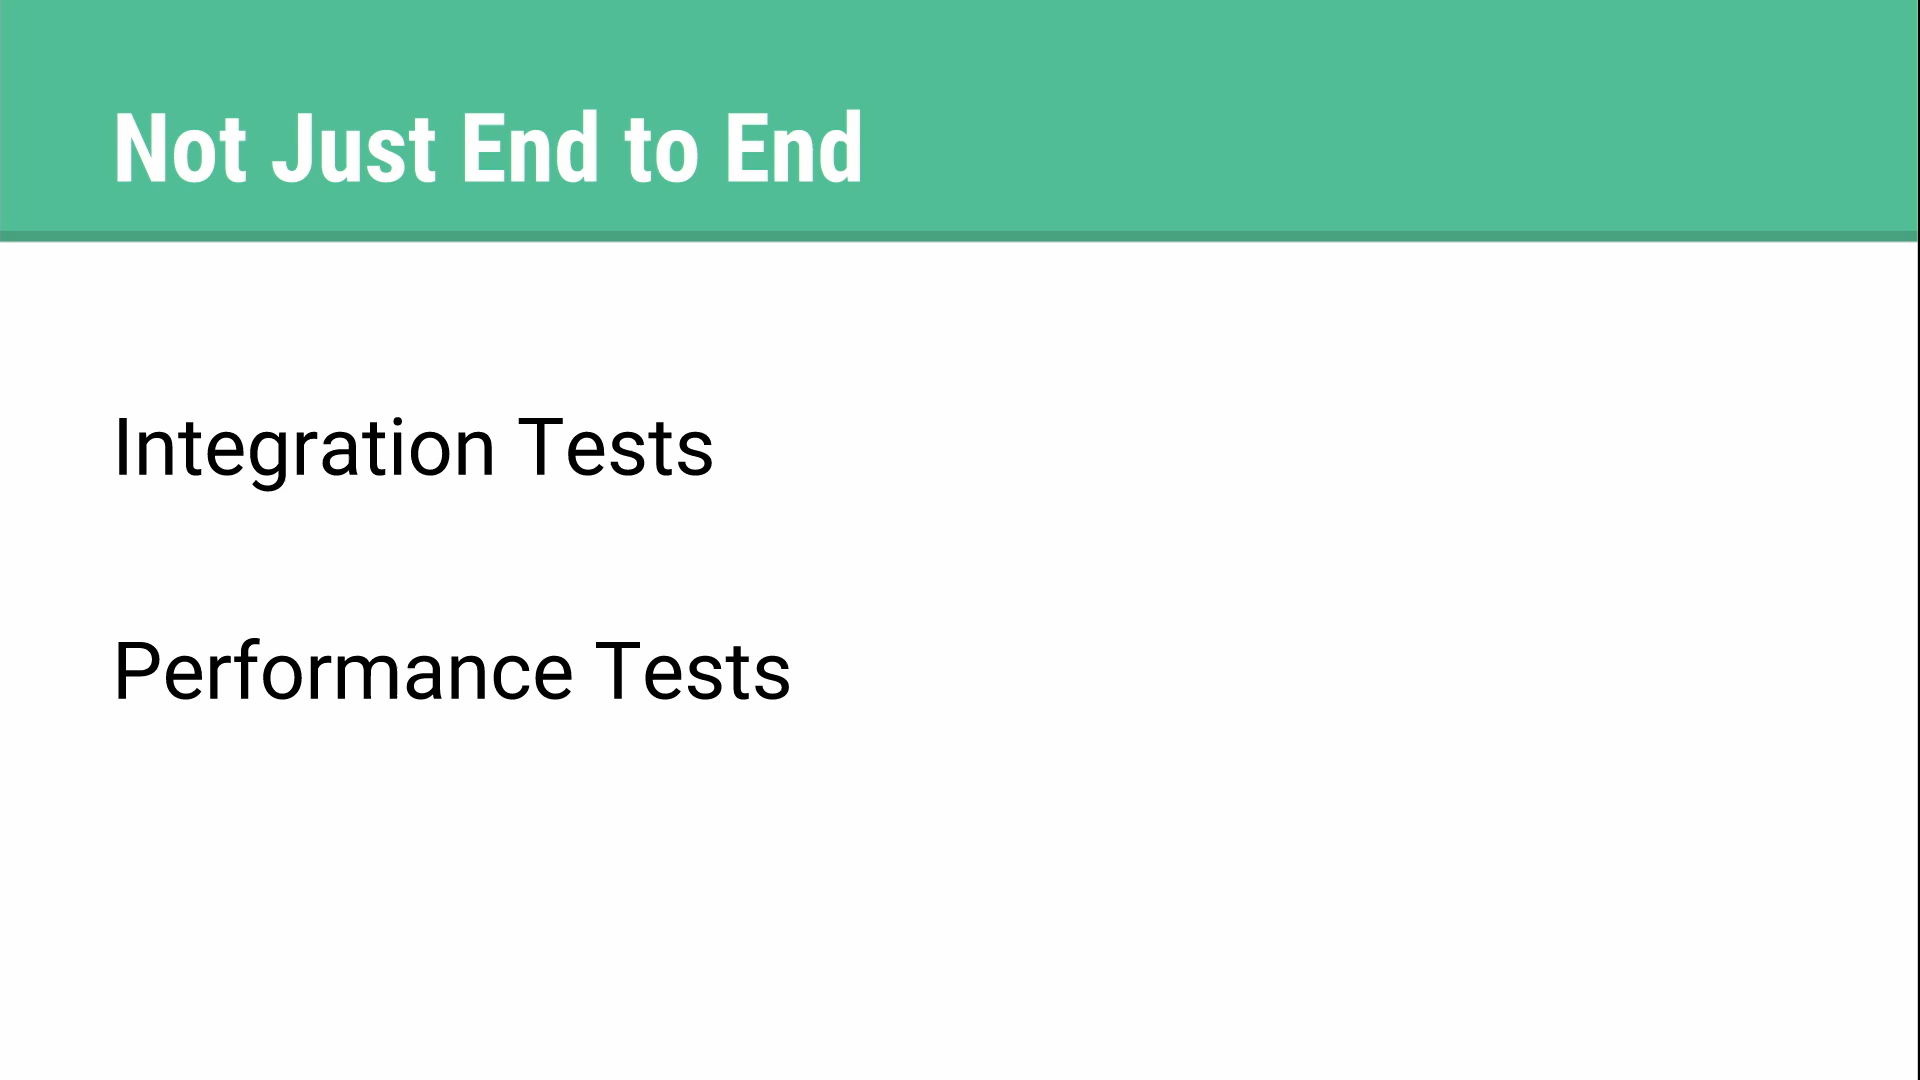 Not Just End to End
Integration Tests
Performance Tests